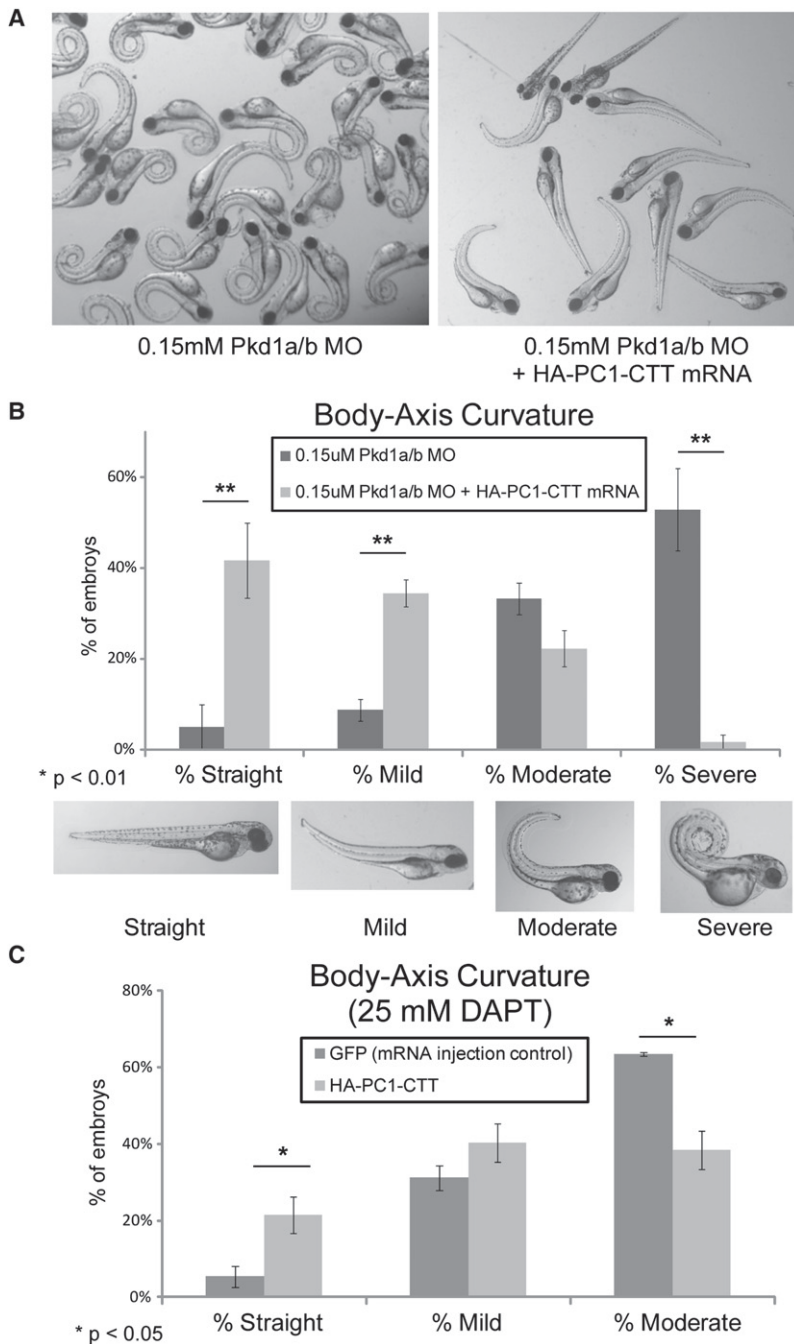 A
0.15mM Pkd1a/b MO
0.15mM Pkd1a/b MO
+ HA-PC1-CTT mRNA
B
Body-Axis Curvature
0.15uM Pkd1a/b MO
0.15uM Pkd1a/b MO + HA-PC1-CTT mRNA
% of embroys
60%
40%
20%
0%
**
**
**
* p < 0.01
% Straight
% Mild
% Moderate
% Severe
Straight
Mild
Moderate
Severe
C
Body-Axis Curvature
(25 mM DAPT)
GFP (mRNA injection control)
HA-PC1-CTT
% of embroys
80%
60%
40%
20%
0%
*
*
% Straight
% Mild
% Moderate
* p < 0.05